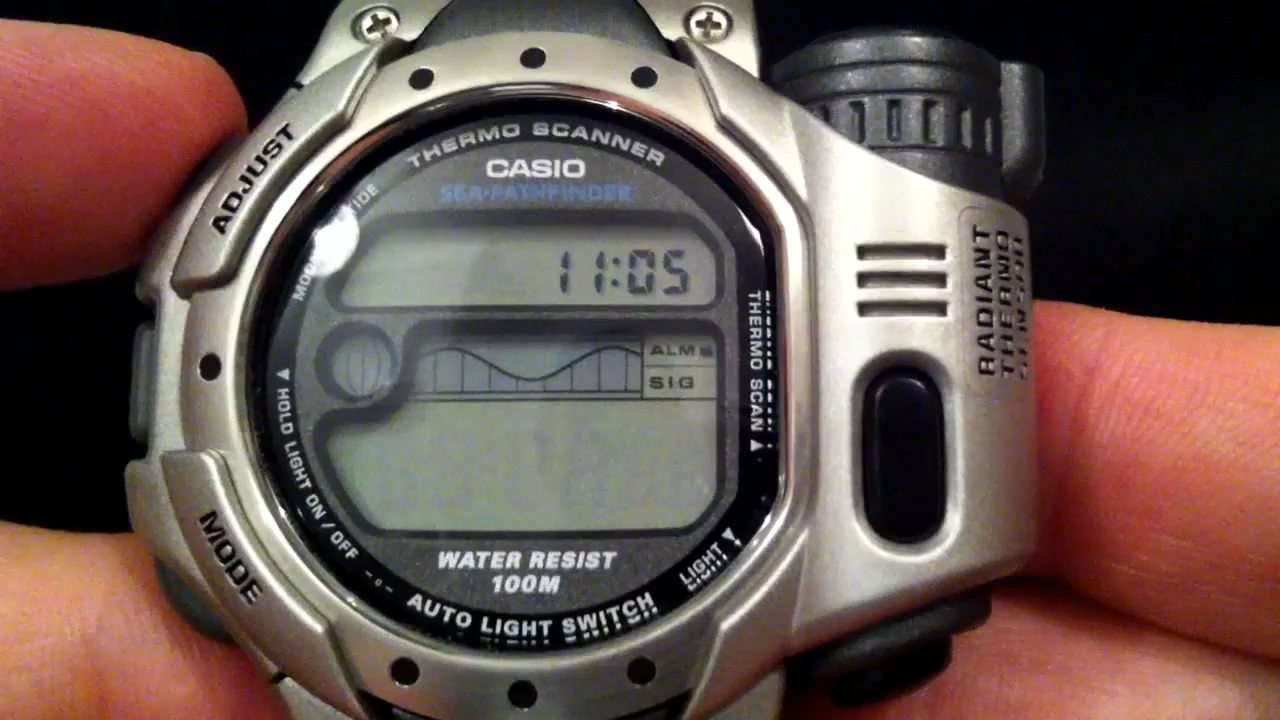 THERMO SCANNER
CASIO
SEA-PATHFINDER
ADJUST
11:05
ALM
SIG
THERMO SCAN
RADIANT
THERMO
SENSOR
HOLD LIGHT ON / OFF
MODE
WATER RESIST
100M
LIGHT
AUTO LIGHT SWITCH